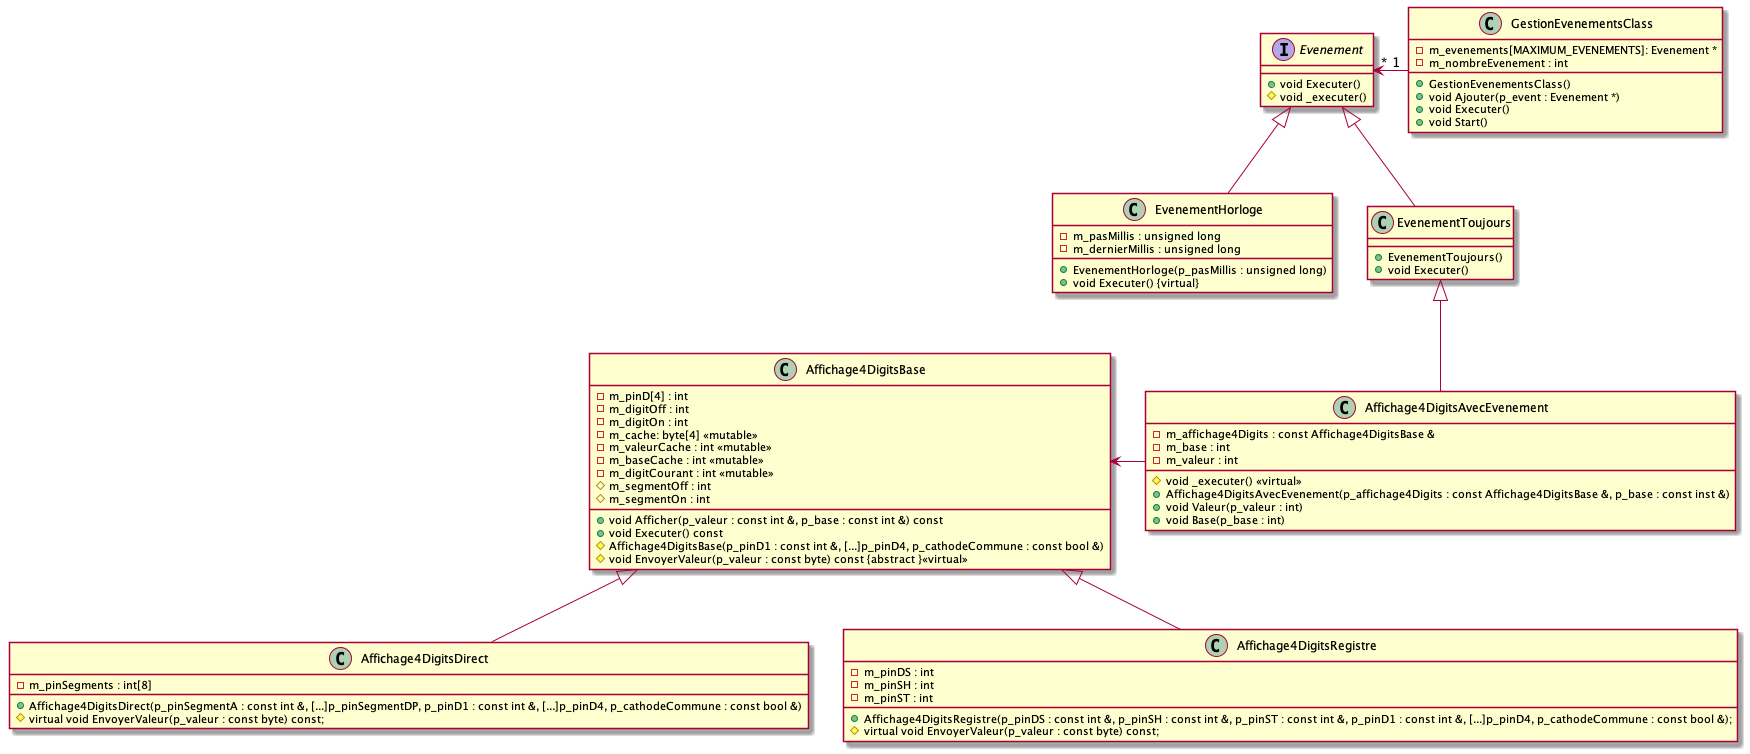 GestionEvenementsClass
m_evenements[MAXIMUM_EVENEMENTS]: Evenement *
m_nombreEvenement : int
GestionEvenementsClass()
void Ajouter(p_event : Evenement *)
void Executer()
void Start()
Evenement
void Executer()
void _executer()
* 1
EvenementHorloge
m_pasMillis : unsigned long
m_dernierMillis : unsigned long
EvenementHorloge(p_pasMillis : unsigned long)
void Executer() {virtual}
EvenementToujours
EvenementToujours()
void Executer()
Affichage4DigitsBase
m_pinD[4] : int
m_digitOff : int
m_digitOn : int
m_cache: byte[4] «mutable»
m_valeurCache : int «mutable»
m_baseCache : int «mutable»
m_digitCourant : int «mutable»
m_segmentOff : int
m_segmentOn : int
void Afficher(p_valeur : const int &, p_base : const int &) const
void Executer() const
Affichage4DigitsBase(p_pinD1 : const int &, [...]p_pinD4, p_cathodeCommune : const bool &)
void EnvoyerValeur(p_valeur : const byte) const {abstract }«virtual»
Affichage4DigitsAvecEvenement
m_affichage4Digits : const Affichage4DigitsBase &
m_base : int
m_valeur : int
void _executer() «virtual»
Affichage4DigitsAvecEvenement(p_affichage4Digits : const Affichage4DigitsBase &, p_base : const inst &)
void Valeur(p_valeur : int)
void Base(p_base : int)
Affichage4DigitsDirect
m_pinSegments : int[8]
Affichage4DigitsDirect(p_pinSegmentA : const int &, [...]p_pinSegmentDP, p_pinD1 : const int &, [...]p_pinD4, p_cathodeCommune : const bool &)
virtual void EnvoyerValeur(p_valeur : const byte) const;
Affichage4DigitsRegistre
m_pinDS : int
m_pinSH : int
m_pinST : int
Affichage4DigitsRegistre(p_pinDS : const int &, p_pinSH : const int &, p_pinST : const int &, p_pinD1 : const int &, [...]p_pinD4, p_cathodeCommune : const bool &);
virtual void EnvoyerValeur(p_valeur : const byte) const;